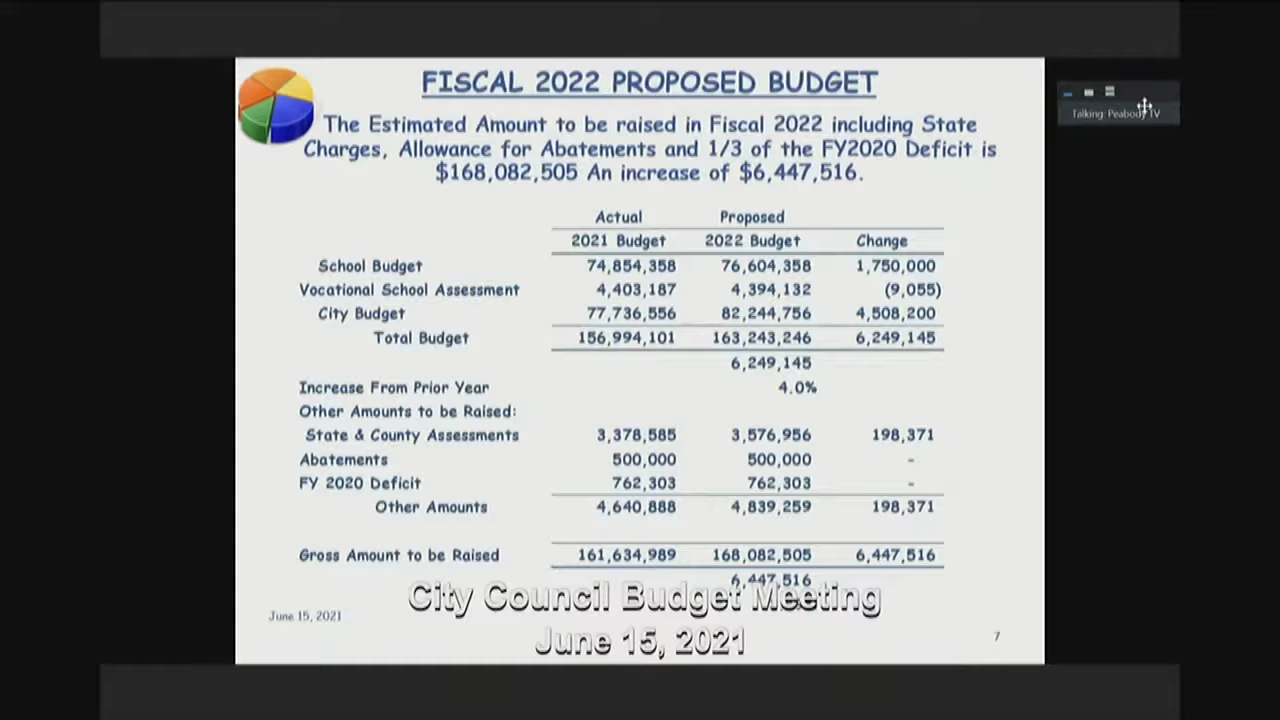 FISCAL 2022 PROPOSED BUDGET
The Estimated Amount to be raised in Fiscal 2022 including State
Charges, Allowance for Abatements and 1/3 of the FY2020 Deficit is
$168,082,505 An increase of $6,447,516.
Talking: Peabody TV
Actual Proposed
2021 Budget 2022 Budget Change
School Budget 74,854,358 76,604,358 1,750,000
Vocational School Assessment 4,403,187 4,394,132 (9,055)
City Budget 77,736,556 82,244,756 4,508,200
Total Budget 156,994,101 163,243,246 6,249,145
6,249,145
Increase From Prior Year 4.0%
Other Amounts to be Raised:
State & County Assessments 3,378,585 3,576,956 198,371
Abatements 500,000 500,000 -
FY 2020 Deficit 762,303 762,303 -
Other Amounts 4,640,888 4,839,259 198,371
Gross Amount to be Raised 161,634,989 168,082,505 6,447,516
6,447,516
City Council Budget Meeting
June 15, 2021
June 15, 2021
7